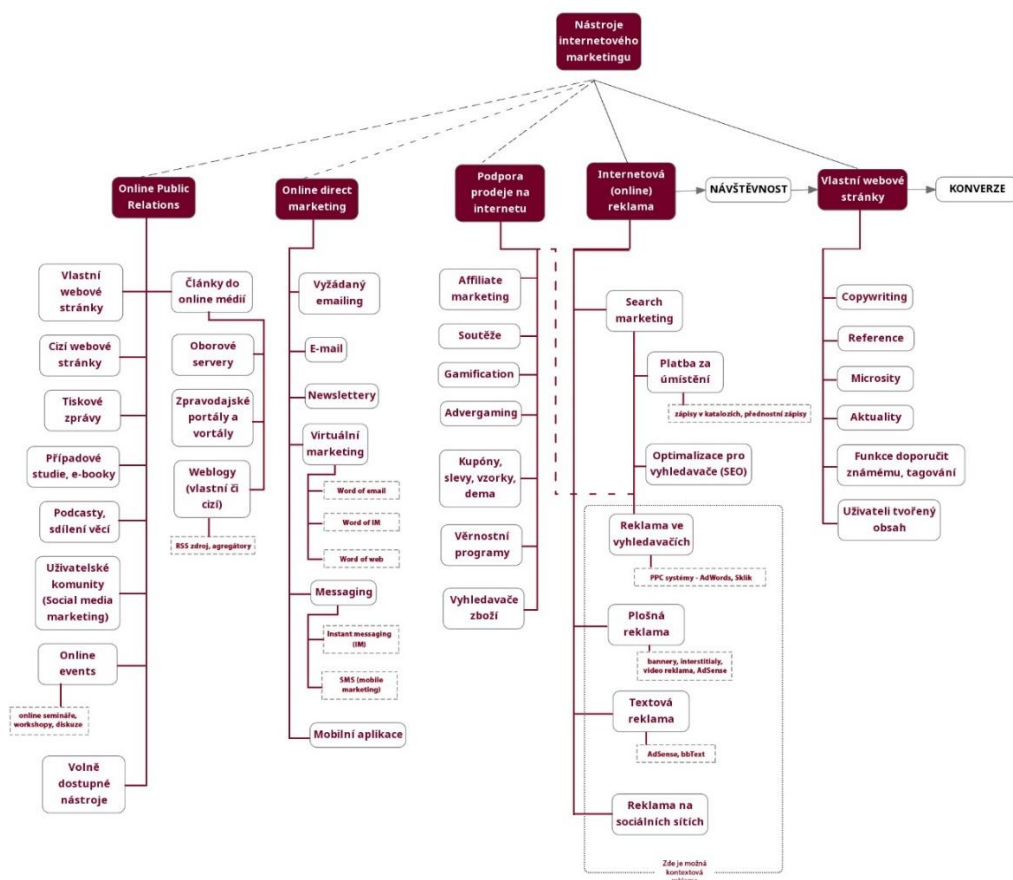 Nástroje
internetového
marketingu
Online Public
Relations
Vlastní
webové
stránky
Cizí webové
stránky
Tiskové
zprávy
Případové
studie, e-booky
Podcasty,
sdílení věcí
Uživatelské
komunity
(Social media
marketing)
Online
events
online semináře,
workshopy, diskuze
Volně
dostupné
nástroje
Články do
online médií
Oborové
servery
Zpravodajské
portály a
vortály
Weblogy
(vlastní či
cizí)
RSS zdroj, agregátory
Online direct
marketing
Vyžádaný
emailing
E-mail
Newslettery
Virtuální
marketing
Word of email
Word of IM
Word of web
Messaging
Instant messaging
(IM)
SMS (mobile
marketing)
Mobilní aplikace
Podpora
prodeje na
internetu
Affiliate
marketing
Soutěže
Gamification
Advergaming
Kupóny,
slevy, vzorky,
dema
Věrnostní
programy
Vyhledavače
zboží
Internetová
(online)
reklama
NÁVŠTĚVNOST
Search
marketing
Platba za
úmístění
zápisy v katalozích, přednostní zápisy
Optimalizace pro
vyhledavače (SEO)
Reklama ve
vyhledavačích
PPC systémy - AdWords, Sklik
Plošná
reklama
bannery, interstitialy,
video reklama, AdSense
Textová
reklama
AdSense, bbText
Reklama na
sociálních sítích
Zde je možná
kontextová
Vlastní webové
stránky
KONVERZE
Copywriting
Reference
Microsity
Aktuality
Funkce doporučit
známému, tagování
Uživateli tvořený
obsah